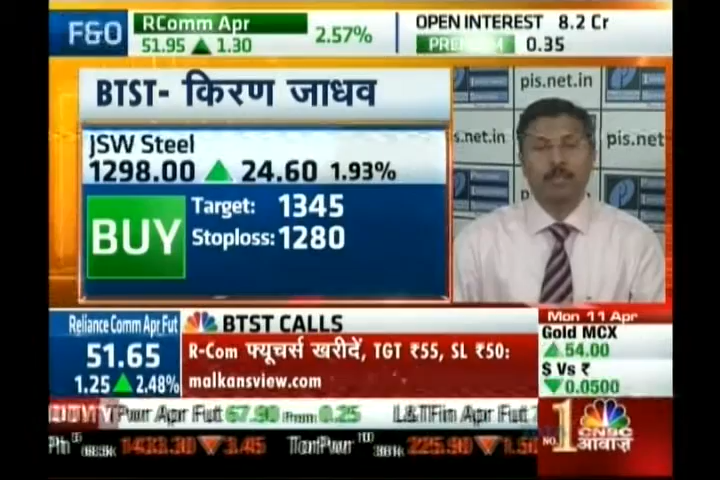 F&O
RComm Apr
51.95 ▲ 1.30
2.57%
OPEN INTEREST 8.2 Cr
0.35
BTST- किरण जाधव
JSW Steel
1298.00 ▲ 24.60 1.93%
BUY
Target: 1345
Stoploss: 1280
pis.net.in
s.net.in
pis.net
Reliance Comm Apr Fut
51.65
1.25 ▲ 2.48%
BTST CALLS
R-Com फ्यूचर्स खरीदें, TGT ₹55, SL ₹50:
malkansview.com
Mon 11 Apr
Gold MCX
▲ 54.00
$ Vs ₹
▼ 0.0500
TPwr Apr Fut 67.90 Prem 0.25 L&TFin Apr Fut
1433.30 ▼ 3.45 TorrPwr 225.90 ▼
NO. 1
CNBC
आवाज़